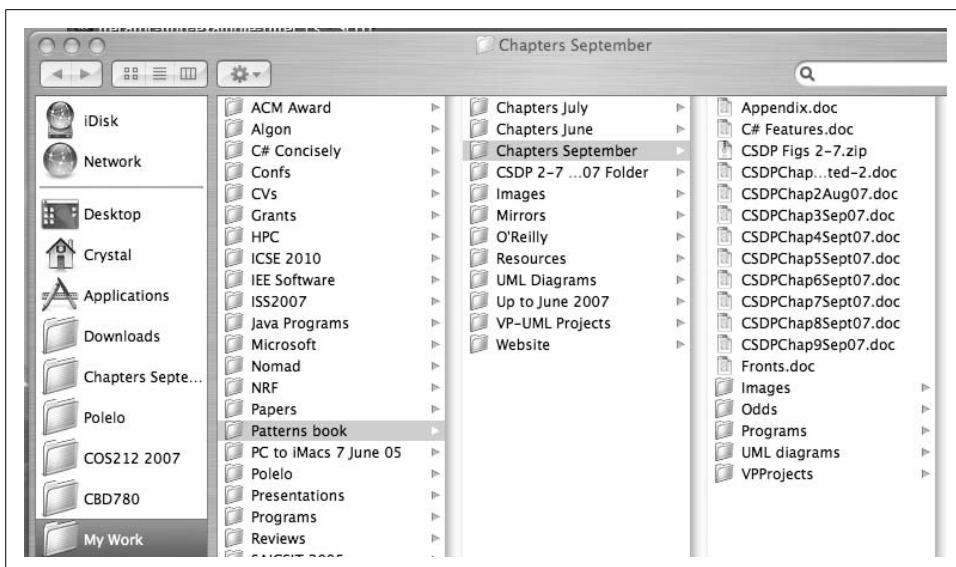 Chapters September
iDisk
Network
Desktop
Crystal
Applications
Downloads
Chapters Septe...
Polelo
COS212 2007
CBD780
My Work
ACM Award
Algon
C# Concisely
Confs
CVs
Grants
HPC
ICSE 2010
IEE Software
ISS2007
Java Programs
Microsoft
Nomad
NRF
Papers
Patterns book
PC to iMacs 7 June 05
Polelo
Presentations
Programs
Reviews
Chapters July
Chapters June
Chapters September
CSDP 2-7 ...07 Folder
Images
Mirrors
O'Reilly
Resources
UML Diagrams
Up to June 2007
VP-UML Projects
Website
Appendix.doc
C# Features.doc
CSDP Figs 2-7.zip
CSDPChap...ted-2.doc
CSDPChap2Aug07.doc
CSDPChap3Sep07.doc
CSDPChap4Sept07.doc
CSDPChap5Sept07.doc
CSDPChap6Sept07.doc
CSDPChap7Sept07.doc
CSDPChap8Sept07.doc
CSDPChap9Sep07.doc
Fronts.doc
Images
Odds
Programs
UML diagrams
VPProjects